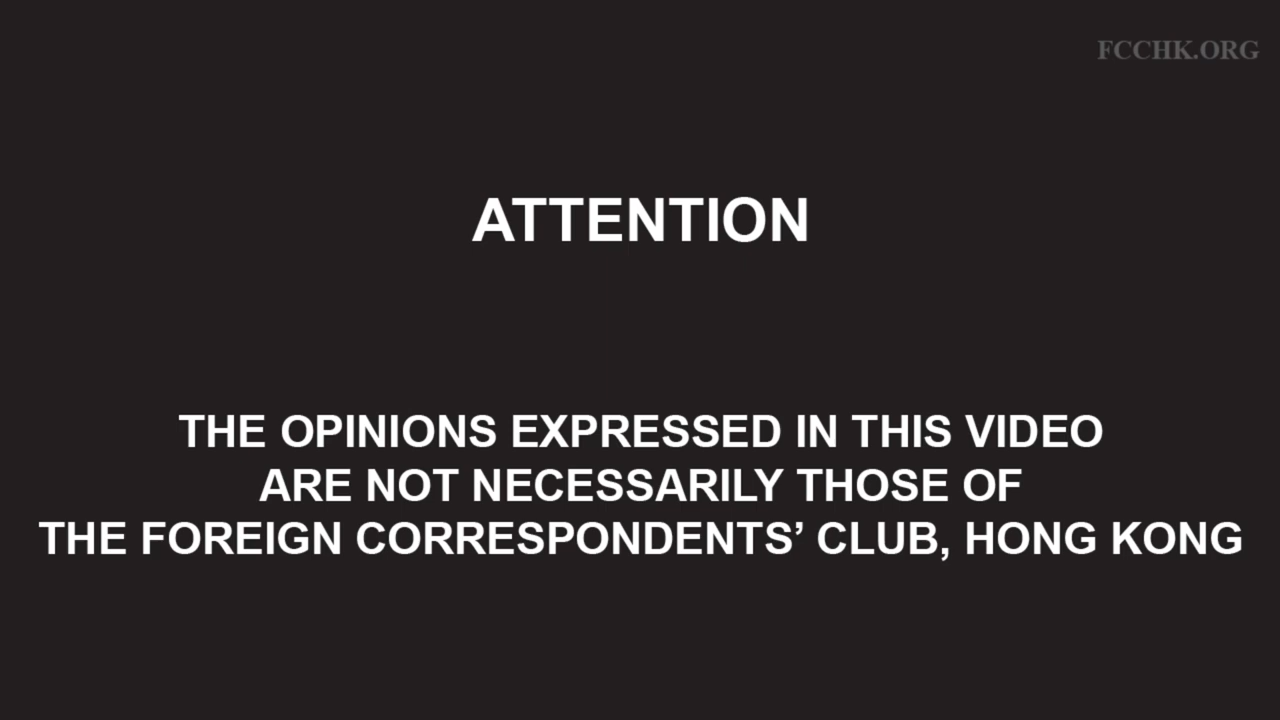 FCCHK.ORG
ATTENTION
THE OPINIONS EXPRESSED IN THIS VIDEO
ARE NOT NECESSARILY THOSE OF
THE FOREIGN CORRESPONDENTS’ CLUB, HONG KONG